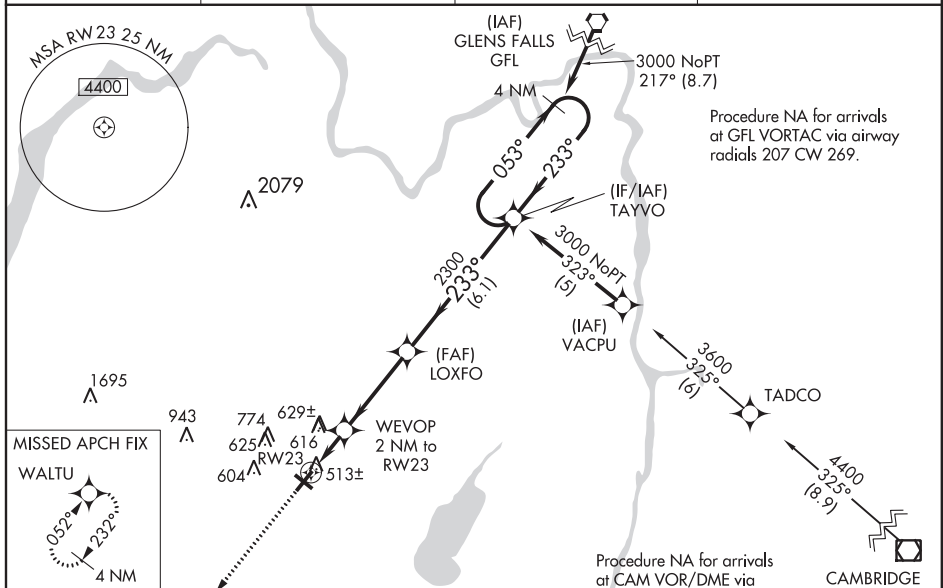 MSA RW23 25 NM
4400
(IAF)
GLENS FALLS
GFL
3000 NoPT
217° (8.7)
4 NM
Procedure NA for arrivals
at GFL VORTAC via airway
radials 207 CW 269.
053°
233°
2079
(IF/IAF)
TAYVO
3000 NoPT
323°
(5)
2300
233°
(6.1)
(IAF)
VACPU
(FAF)
LOXFO
3600
325°
(6)
TADCO
1695
943
774
629±
625
616
WEVOP
2 NM to
RW23
RW23
604
513±
MISSED APCH FIX
WALTU
052°
232°
4 NM
4400
325°
(8.9)
Procedure NA for arrivals
at CAM VOR/DME via
CAMBRIDGE